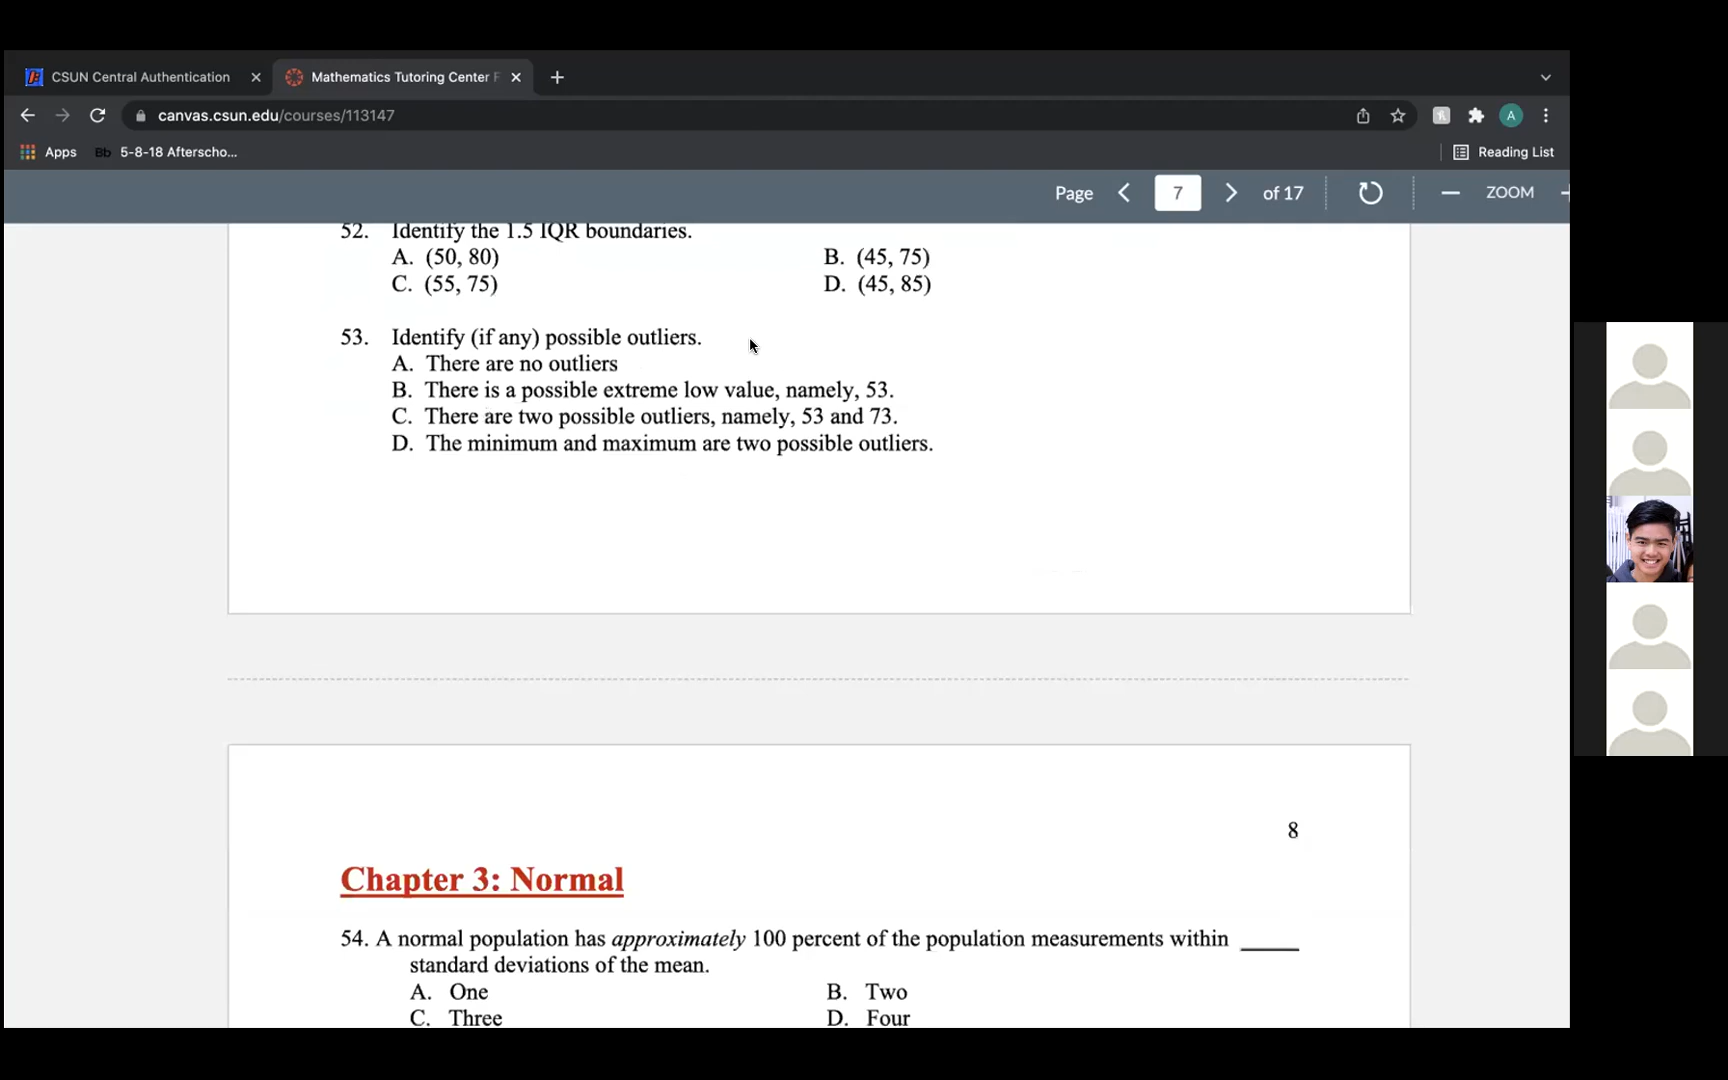 CSUN Central Authentication
Mathematics Tutoring Center F
canvas.csun.edu/courses/113147
A
Apps
Bb 5-8-18 Afterscho...
Reading List
Page 7 of 17 ZOOM
52. Identify the 1.5 IQR boundaries.
A. (50, 80) B. (45, 75)
C. (55, 75) D. (45, 85)
53. Identify (if any) possible outliers.
A. There are no outliers
B. There is a possible extreme low value, namely, 53.
C. There are two possible outliers, namely, 53 and 73.
D. The minimum and maximum are two possible outliers.
8
Chapter 3: Normal
54. A normal population has approximately 100 percent of the population measurements within _____
standard deviations of the mean.
A. One B. Two
C. Three D. Four